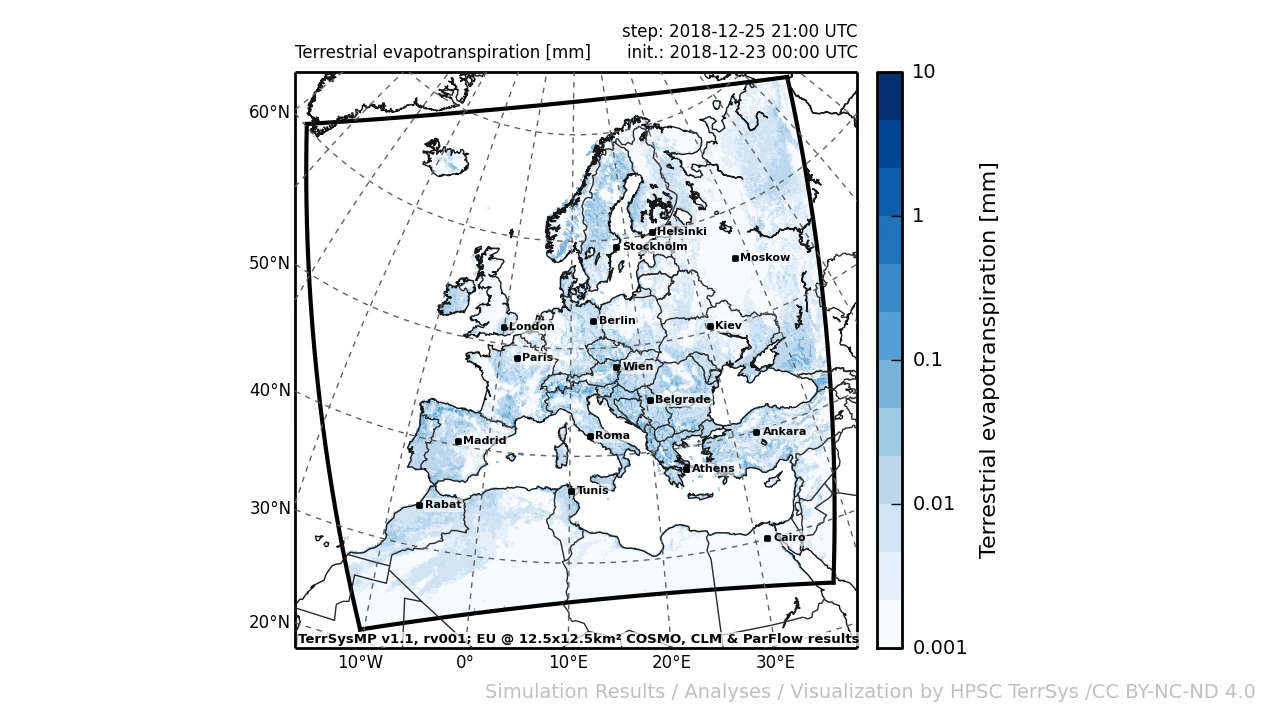 step: 2018-12-25 21:00 UTC
Terrestrial evapotranspiration [mm] init.: 2018-12-23 00:00 UTC
10
60°N
1
Helsinki
Stockholm
Moscow
50°N
Berlin
Kiev
London
Paris
0.1
Wien
40°N
Belgrade
Ankara
Roma
Madrid
Athens
Tunis
Rabat
0.01
30°N
Cairo
20°N
TerrSysMP v1.1, rv001; EU @ 12.5x12.5km² COSMO, CLM & ParFlow results
0.001
10°W 0° 10°E 20°E 30°E
Terrestrial evapotranspiration [mm]
Simulation Results / Analyses / Visualization by HPSC TerrSys /CC BY-NC-ND 4.0